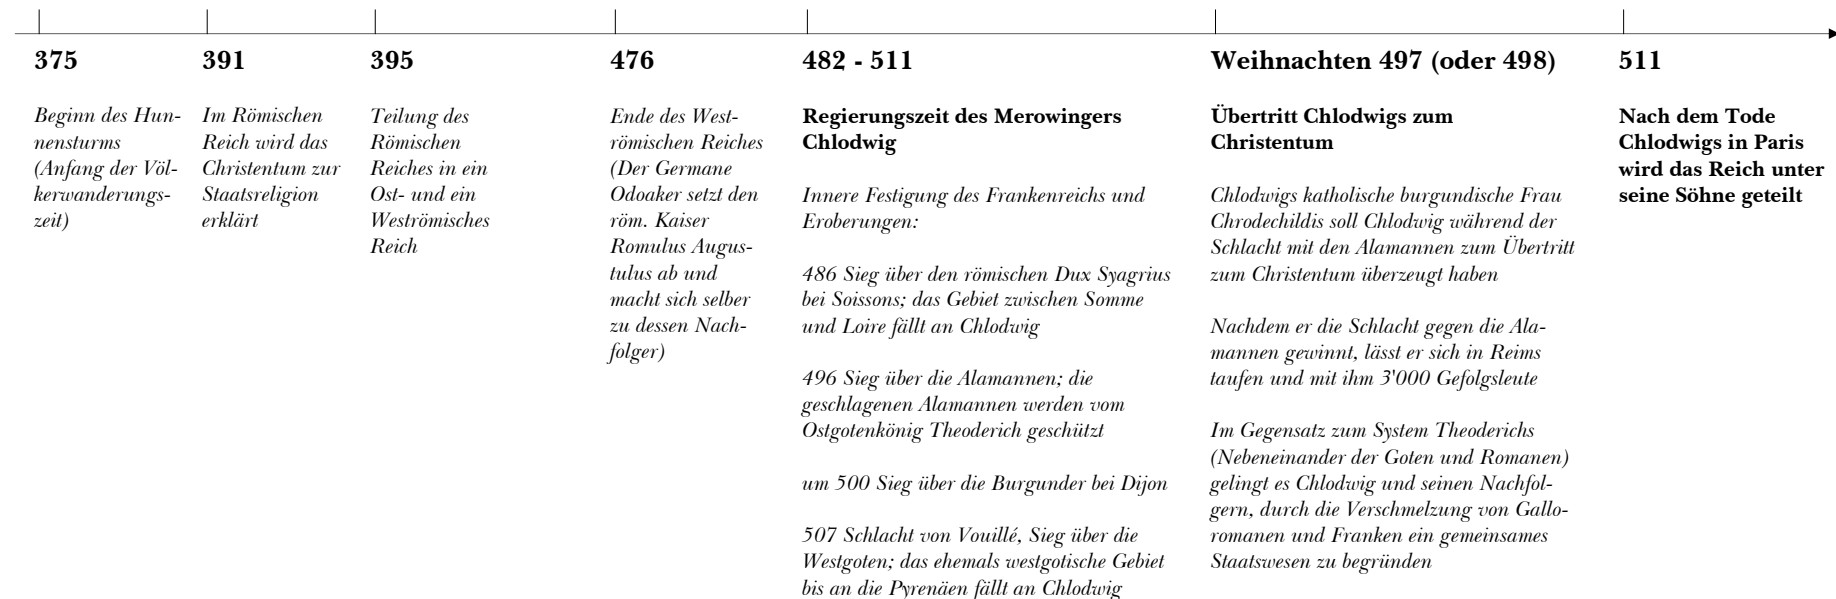 375
Beginn des Hun-
nensturms
(Anfang der Völ-
kerwanderungs-
zeit)
391
Im Römischen
Reich wird das
Christentum zur
Staatsreligion
erklärt
395
Teilung des
Römischen
Reiches in ein
Ost- und ein
Weströmisches
Reich
476
Ende des West-
römischen Reiches
(Der Germane
Odoaker setzt den
röm. Kaiser
Romulus Augus-
tulus ab und
macht sich selber
zu dessen Nach-
folger)
482 - 511
Regierungszeit des Merowingers
Chlodwig
Innere Festigung des Frankenreichs und
Eroberungen:
486 Sieg über den römischen Dux Syagrius
bei Soissons; das Gebiet zwischen Somme
und Loire fällt an Chlodwig
496 Sieg über die Alamannen; die
geschlagenen Alamannen werden vom
Ostgotenkönig Theoderich geschützt
um 500 Sieg über die Burgunder bei Dijon
507 Schlacht von Vouillé, Sieg über die
Westgoten; das ehemals westgotische Gebiet
bis an die Pyrenäen fällt an Chlodwig
Weihnachten 497 (oder 498)
Übertritt Chlodwigs zum
Christentum
Chlodwigs katholische burgundische Frau
Chrodechildis soll Chlodwig während der
Schlacht mit den Alamannen zum Übertritt
zum Christentum überzeugt haben
Nachdem er die Schlacht gegen die Ala-
mannen gewinnt, lässt er sich in Reims
taufen und mit ihm 3'000 Gefolgsleute
Im Gegensatz zum System Theoderichs
(Nebeneinander der Goten und Romanen)
gelingt es Chlodwig und seinen Nachfol-
gern, durch die Verschmelzung von Gallo-
romanen und Franken ein gemeinsames
Staatswesen zu begründen
511
Nach dem Tode
Chlodwigs in Paris
wird das Reich unter
seine Söhne geteilt